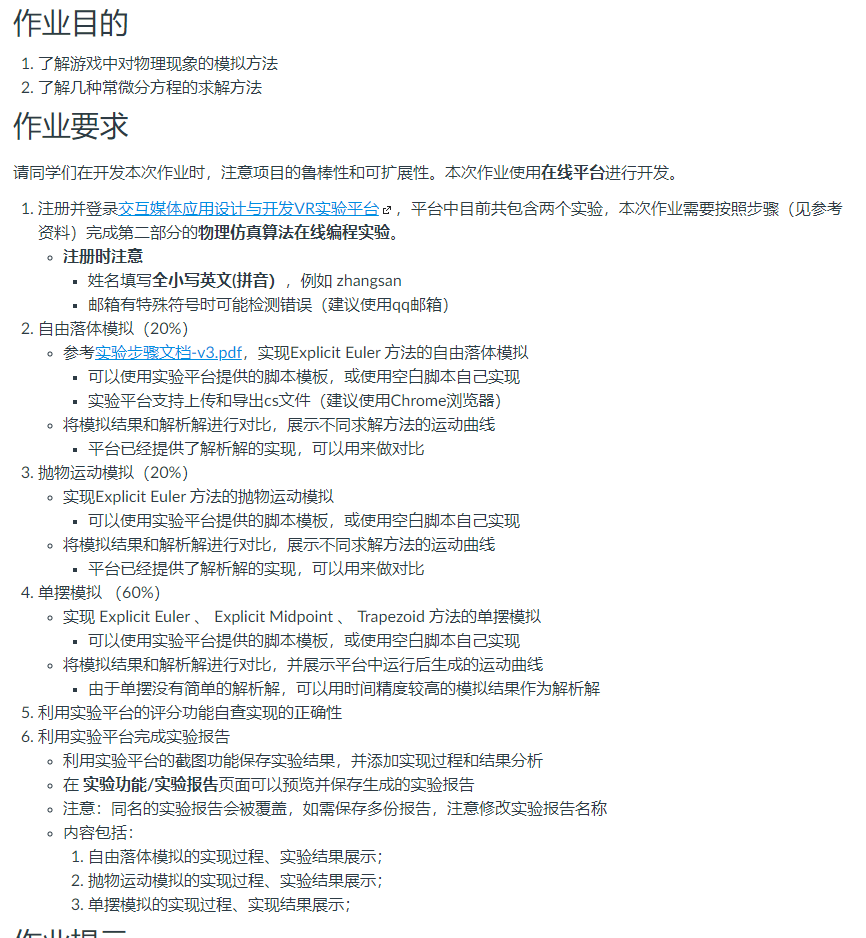 作业目的
1. 了解游戏中对物理现象的模拟方法
2. 了解几种常微分方程的求解方法
作业要求
请同学们在开发本次作业时，注意项目的鲁棒性和可扩展性。本次作业使用在线平台进行开发。
1. 注册并登录交互媒体应用设计与开发VR实验平台，平台中目前共包含两个实验，本次作业需要按照步骤（见参考
资料）完成第二部分的物理仿真算法在线编程实验。
注册时注意
姓名填写全小写英文(拼音），例如 zhangsan
邮箱有特殊符号时可能检测错误（建议使用qq邮箱）
2. 自由落体模拟（20%）
参考实验步骤文档-v3.pdf，实现Explicit Euler 方法的自由落体模拟
可以使用实验平台提供的脚本模板，或使用空白脚本自己实现
实验平台支持上传和导出cs文件（建议使用Chrome浏览器）
将模拟结果和解析解进行对比，展示不同求解方法的运动曲线
平台已经提供了解析解的实现，可以用来做对比
3. 抛物运动模拟（20%）
实现Explicit Euler 方法的抛物运动模拟
可以使用实验平台提供的脚本模板，或使用空白脚本自己实现
将模拟结果和解析解进行对比，展示不同求解方法的运动曲线
平台已经提供了解析解的实现，可以用来做对比
4. 单摆模拟 （60%）
实现 Explicit Euler 、 Explicit Midpoint 、 Trapezoid 方法的单摆模拟
可以使用实验平台提供的脚本模板，或使用空白脚本自己实现
将模拟结果和解析解进行对比，并展示平台中运行后生成的运动曲线
由于单摆没有简单的解析解，可以用时间精度较高的模拟结果作为解析解
5. 利用实验平台的评分功能自查实现的正确性
6. 利用实验平台完成实验报告
利用实验平台的截图功能保存实验结果，并添加实现过程和结果分析
在 实验功能/实验报告页面可以预览并保存生成的实验报告
注意：同名的实验报告会被覆盖，如需保存多份报告，注意修改实验报告名称
内容包括：
1. 自由落体模拟的实现过程、实验结果展示；
2. 抛物运动模拟的实现过程、实验结果展示；
3. 单摆模拟的实现过程、实现结果展示；